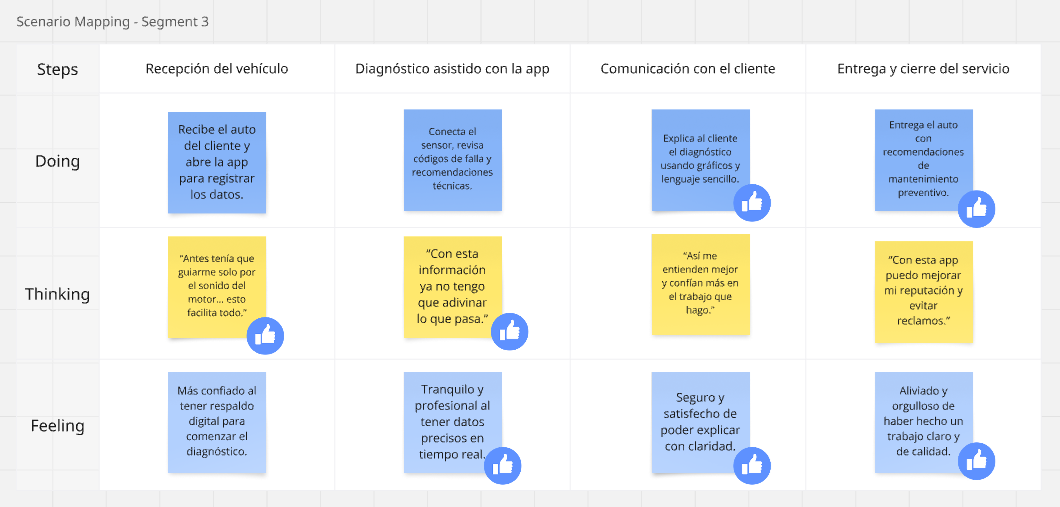 Scenario Mapping - Segment 3
Steps
Recepción del vehículo
Diagnóstico asistido con la app
Comunicación con el cliente
Entrega y cierre del servicio
Doing
Recibe el auto
del cliente y
abre la app
para registrar
los datos.
Conecta el
sensor, revisa
códigos de falla y
recomendaciones
técnicas.
Explica al cliente
el diagnóstico
usando gráficos y
lenguaje sencillo.
Entrega el auto
con
recomendaciones
de
mantenimiento
preventivo.
Thinking
“Antes tenía que
guiarme solo por
el sonido del
motor... esto
facilita todo.”
“Con esta
información
ya no tengo
que adivinar
lo que pasa.”
“Así me
entienden mejor
y confían más en
el trabajo que
hago.”
“Con esta app
puedo mejorar
mi reputación y
evitar
reclamos.”
Feeling
Más confiado al
tener respaldo
digital para
comenzar el
diagnóstico.
Tranquilo y
profesional al
tener datos
precisos en
tiempo real.
Seguro y
satisfecho de
poder explicar
con claridad.
Aliviado y
orgulloso de
haber hecho un
trabajo claro y
de calidad.